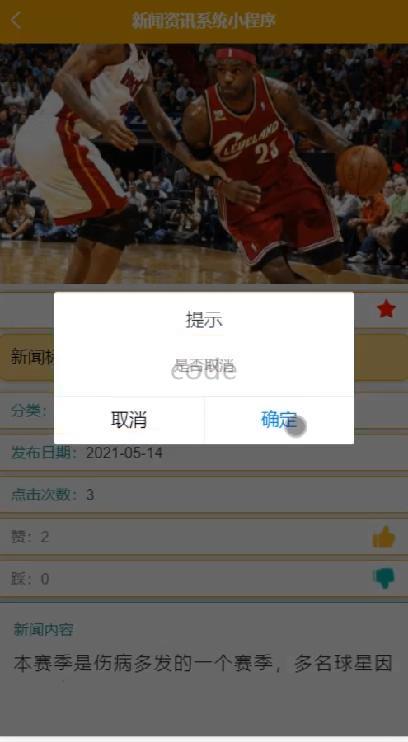 新闻资讯系统小程序
CLEVELAND
23
提示
是否取消
code
取消
确定
新闻标
分类：
发布日期：2021-05-14
点击次数：3
赞：2
踩：0
新闻内容
本赛季是伤病多发的一个赛季，多名球星因